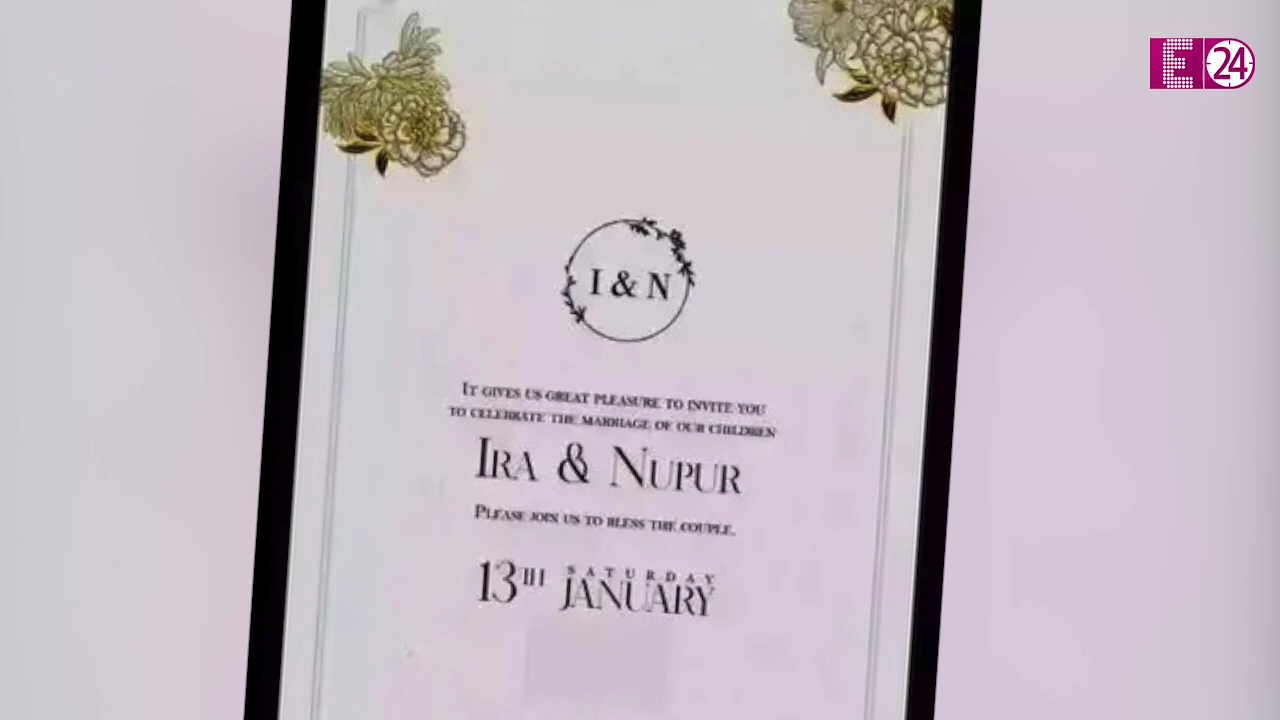 E 24
I & N
IT GIVES US GREAT PLEASURE TO INVITE YOU
TO CELEBRATE THE MARRIAGE OF OUR CHILDREN
IRA & NUPUR
PLEASE JOIN US TO BLESS THE COUPLE.
13TH SATURDAY
JANUARY